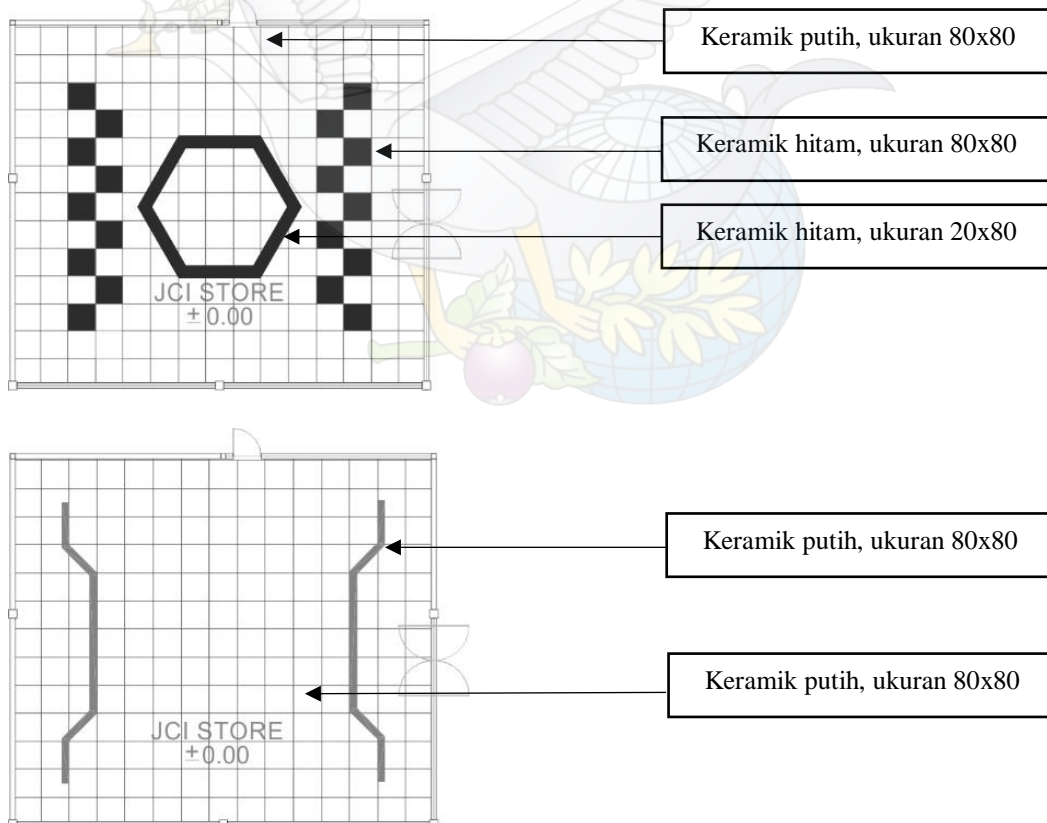 Keramik putih, ukuran 80x80
Keramik hitam, ukuran 80x80
Keramik hitam, ukuran 20x80
JCI STORE
± 0.00
Keramik putih, ukuran 80x80
Keramik putih, ukuran 80x80
JCI STORE
±0.00